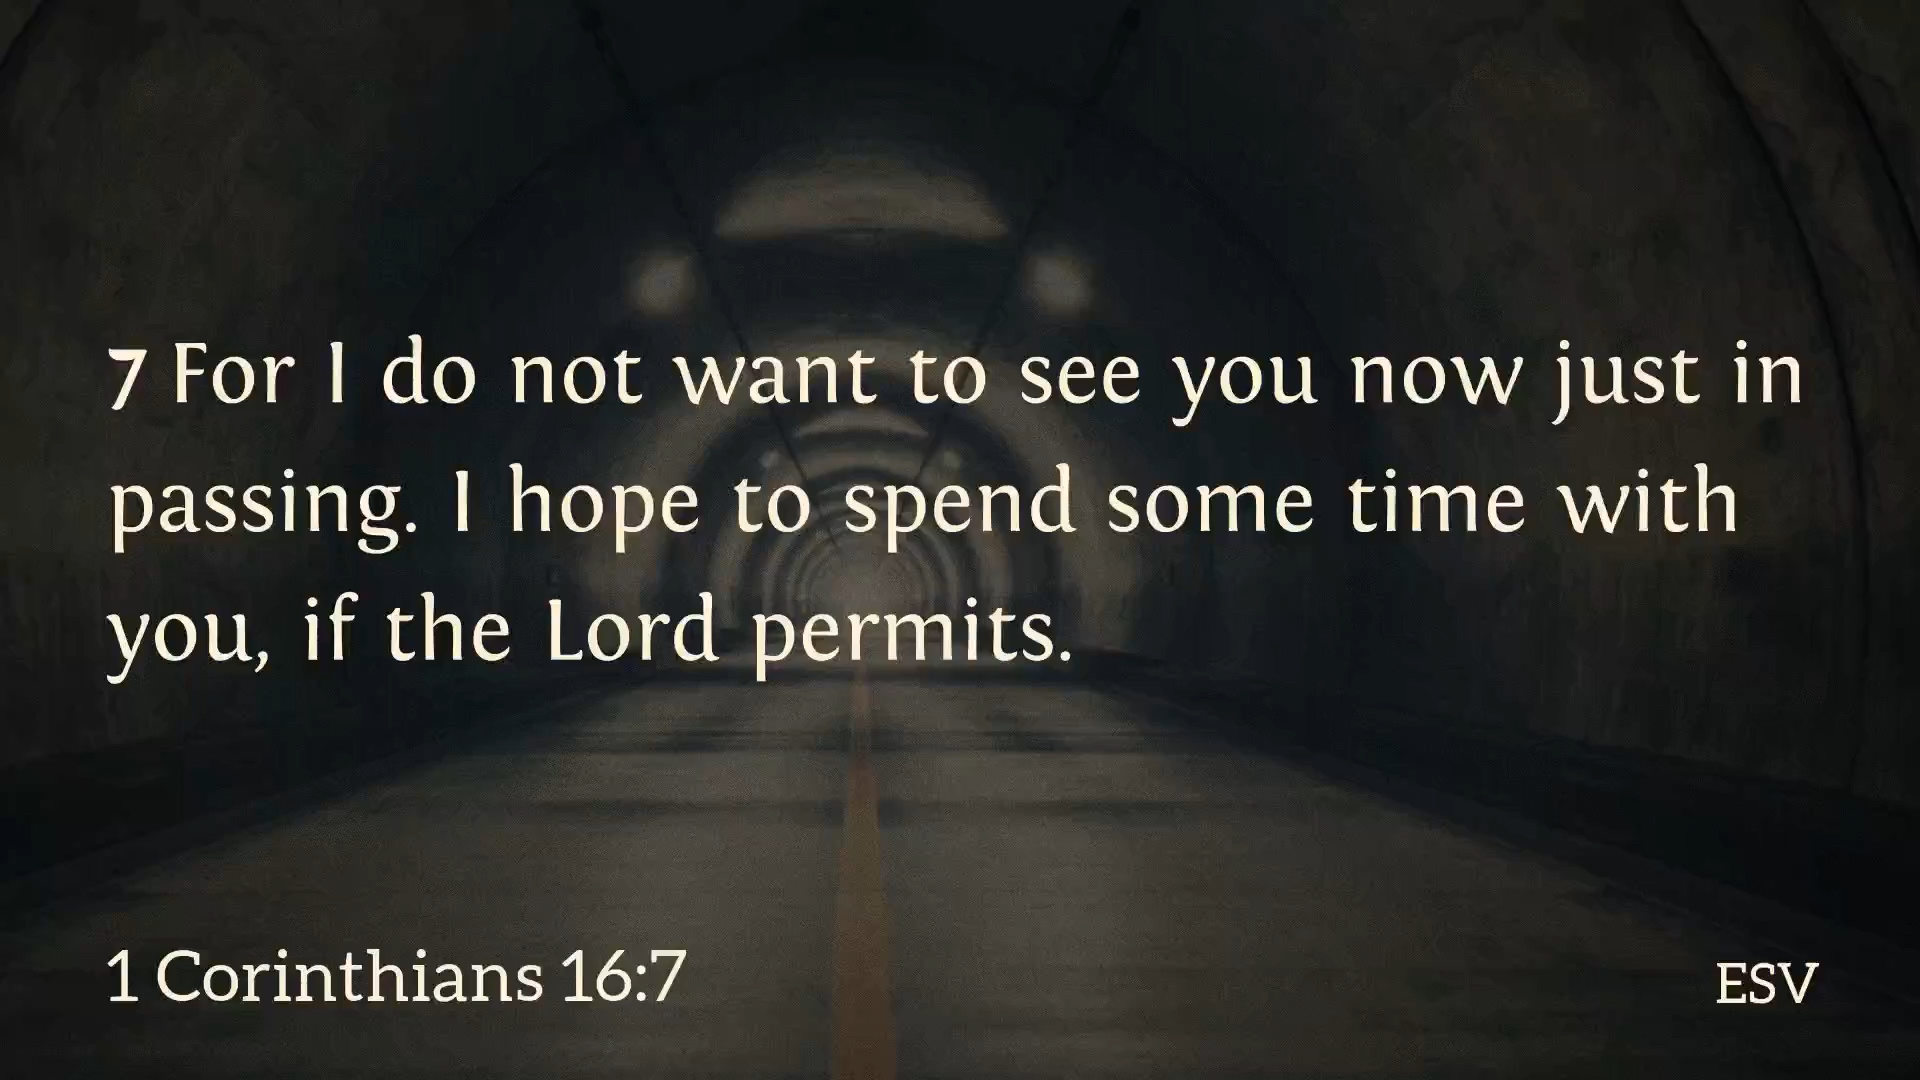 7 For I do not want to see you now just in
passing. I hope to spend some time with
you, if the Lord permits.
1 Corinthians 16:7
ESV